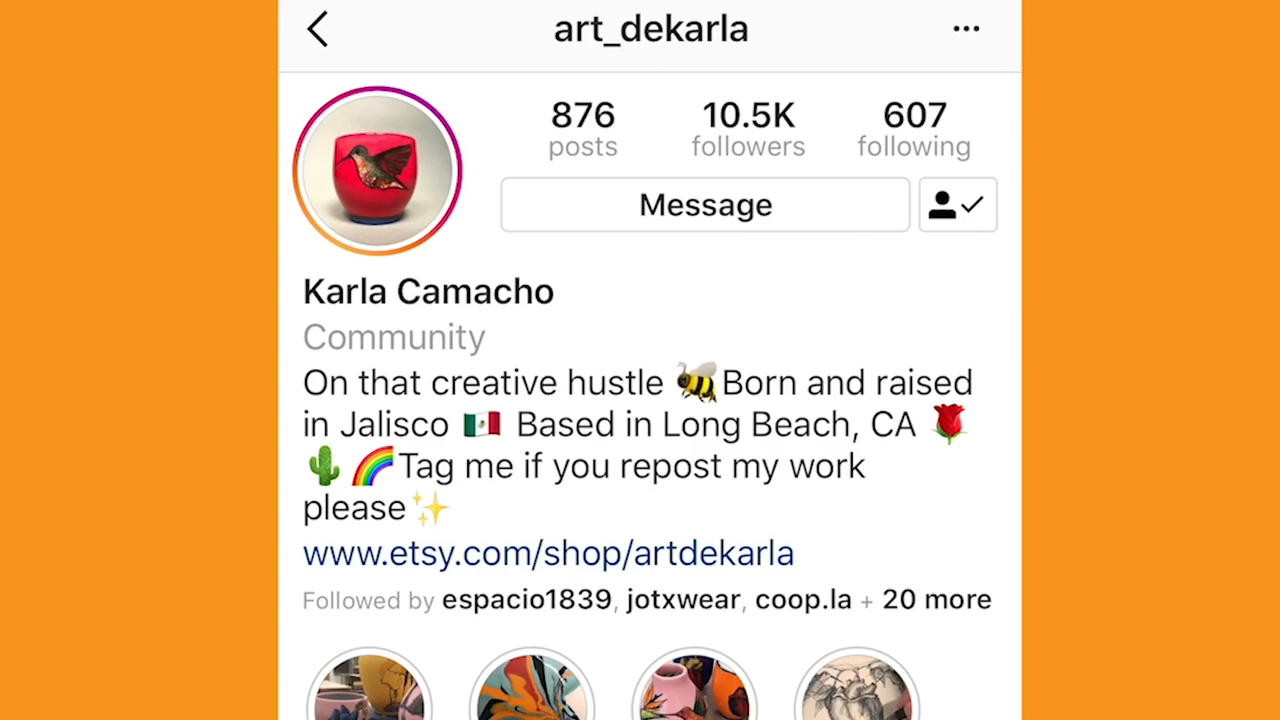 art_dekarla
876 10.5K 607
posts followers following
Message
Karla Camacho
Community
On that creative hustle 🐝Born and raised
in Jalisco 🇲🇽 Based in Long Beach, CA 🌹
🌵🌈Tag me if you repost my work
please✨
www.etsy.com/shop/artdekarla
Followed by espacio1839, jotxwear, coop.la + 20 more